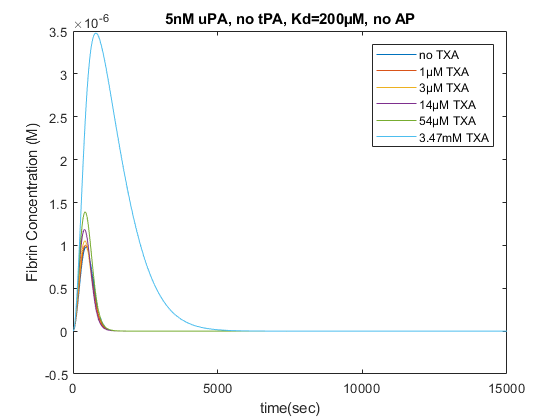 5nM uPA, no tPA, Kd=200µM, no AP
×10⁻⁶
3.5
3
2.5
2
1.5
1
0.5
0
-0.5
Fibrin Concentration (M)
no TXA
1µM TXA
3µM TXA
14µM TXA
54µM TXA
3.47mM TXA
0 5000 10000 15000
time(sec)